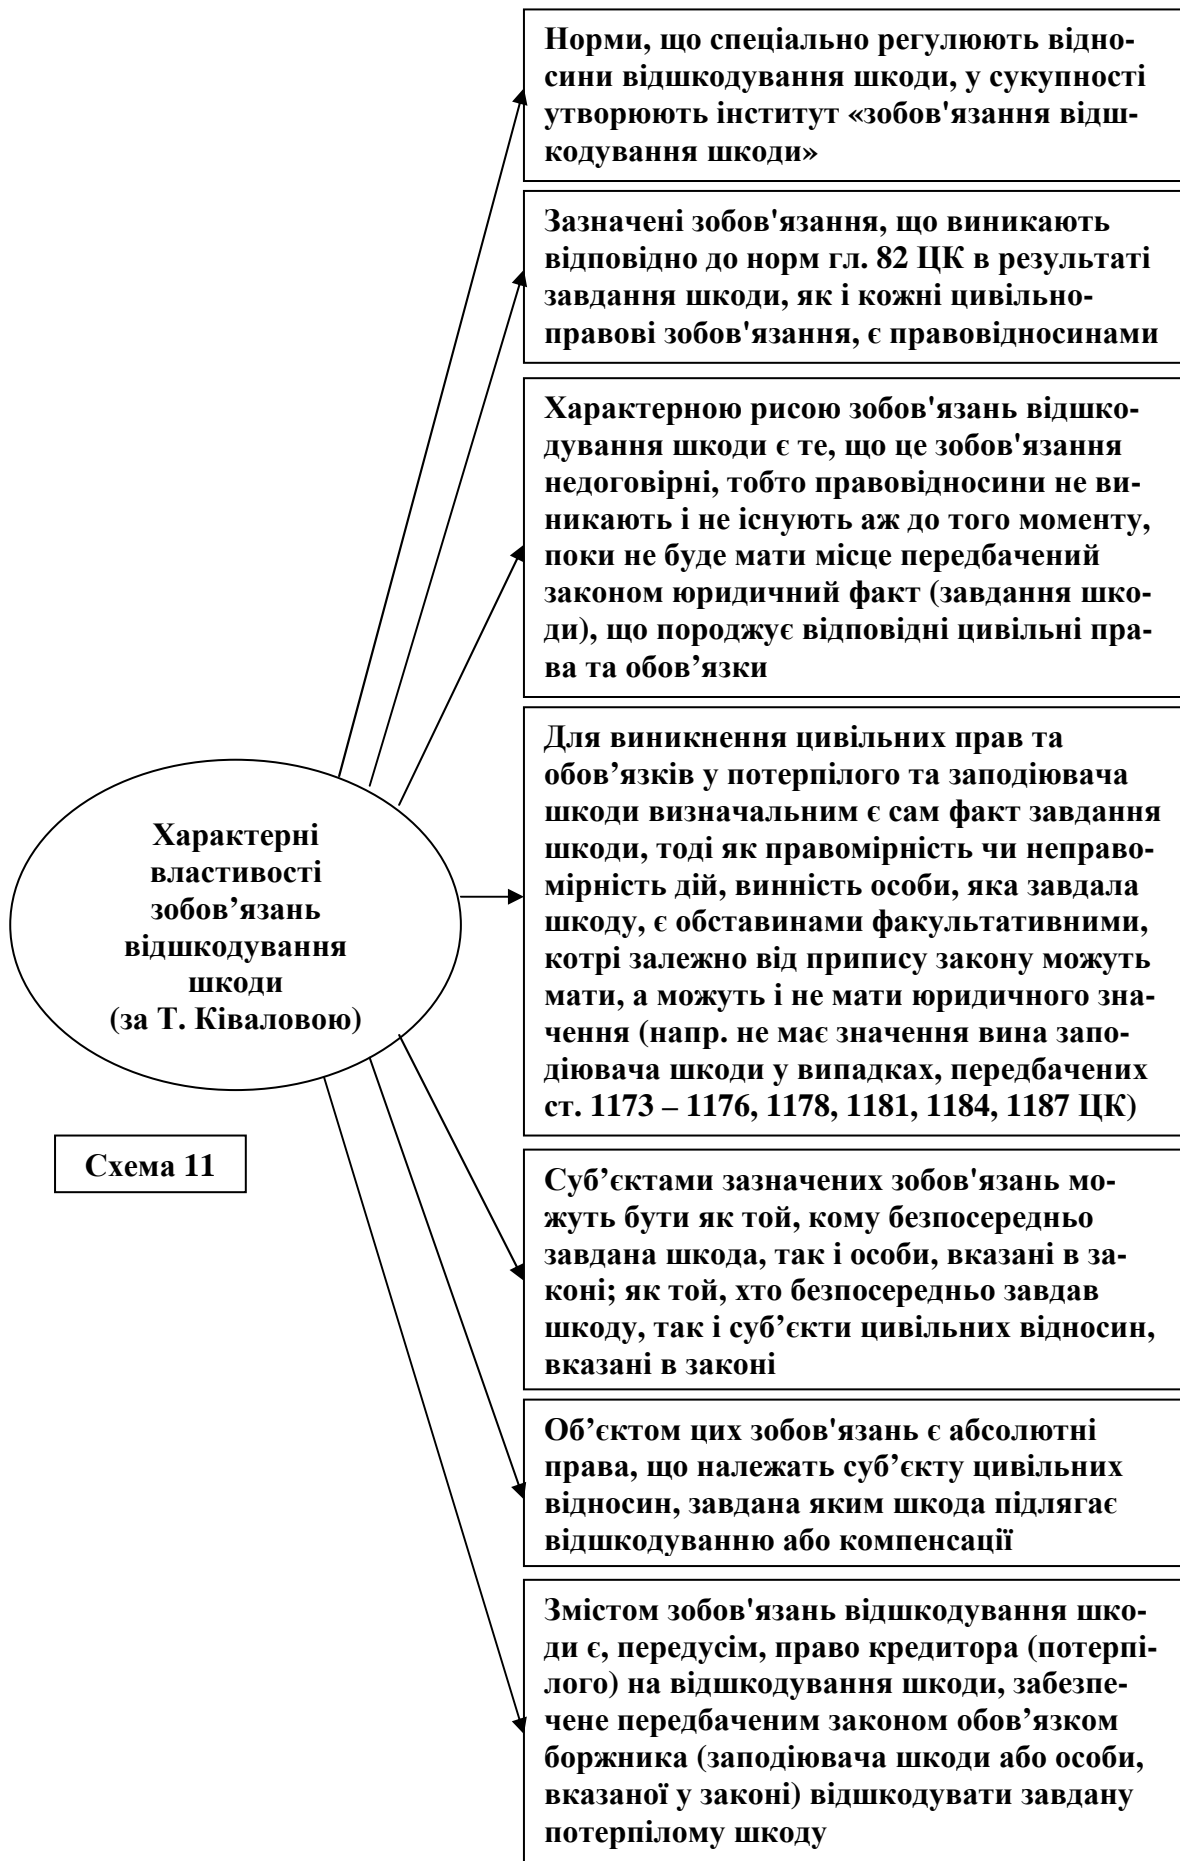 Норми, що спеціально регулюють відно-
сини відшкодування шкоди, у сукупності
утворюють інститут «зобов'язання відш-
кодування шкоди»
Зазначені зобов'язання, що виникають
відповідно до норм гл. 82 ЦК в результаті
завдання шкоди, як і кожні цивільно-
правові зобов'язання, є правовідносинами
Характерною рисою зобов'язань відшко-
дування шкоди є те, що це зобов'язання
недоговірні, тобто правовідносини не ви-
никають і не існують аж до того моменту,
поки не буде мати місце передбачений
законом юридичний факт (завдання шко-
ди), що породжує відповідні цивільні пра-
ва та обов’язки
Для виникнення цивільних прав та
обов’язків у потерпілого та заподіювача
шкоди визначальним є сам факт завдання
шкоди, тоді як правомірність чи неправо-
мірність дій, винність особи, яка завдала
шкоду, є обставинами факультативними,
котрі залежно від припису закону можуть
мати, а можуть і не мати юридичного зна-
чення (напр. не має значення вина запо-
діювача шкоди у випадках, передбачених
ст. 1173 – 1176, 1178, 1181, 1184, 1187 ЦК)
Характерні
властивості
зобов’язань
відшкодування
шкоди
(за Т. Ківаловою)
Схема 11
Суб’єктами зазначених зобов'язань мо-
жуть бути як той, кому безпосередньо
завдана шкода, так і особи, вказані в за-
коні; як той, хто безпосередньо завдав
шкоду, так і суб’єкти цивільних відносин,
вказані в законі
Об’єктом цих зобов'язань є абсолютні
права, що належать суб’єкту цивільних
відносин, завдана яким шкода підлягає
відшкодуванню або компенсації
Змістом зобов'язань відшкодування шко-
ди є, передусім, право кредитора (потерпі-
лого) на відшкодування шкоди, забезпе-
чене передбаченим законом обов’язком
боржника (заподіювача шкоди або особи,
вказаної у законі) відшкодувати завдану
потерпілому шкоду